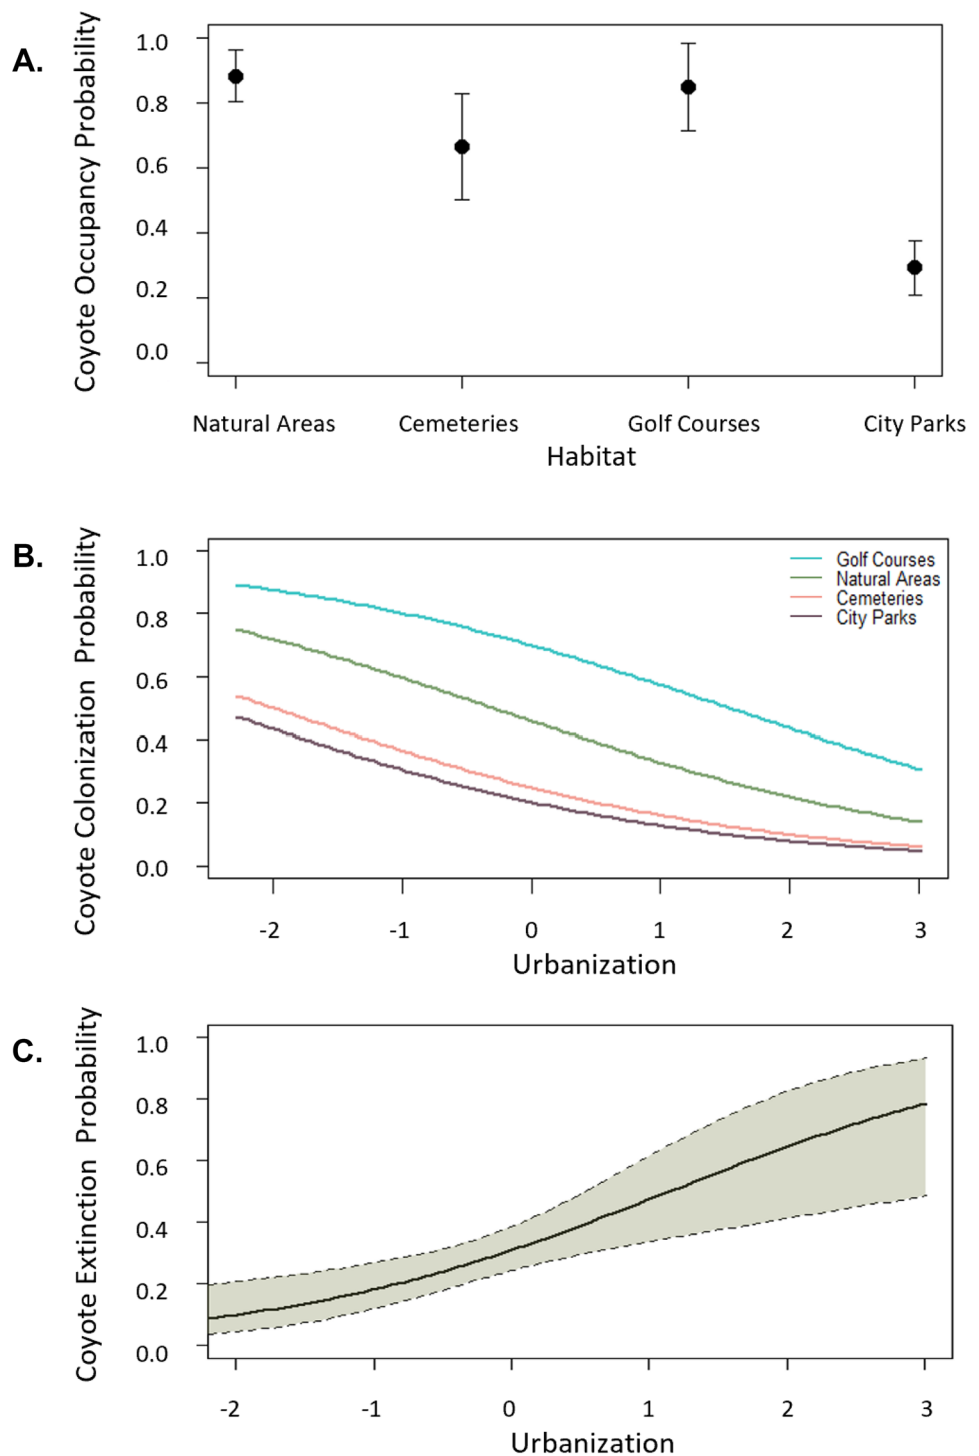 A.
Coyote Occupancy Probability
1.0
0.8
0.6
0.4
0.2
0.0
Natural Areas Cemeteries Golf Courses City Parks
Habitat
B.
Coyote Colonization Probability
1.0
0.8
0.6
0.4
0.2
0.0
Golf Courses
Natural Areas
Cemeteries
City Parks
-2 -1 0 1 2 3
Urbanization
C.
Coyote Extinction Probability
1.0
0.8
0.6
0.4
0.2
0.0
-2 -1 0 1 2 3
Urbanization